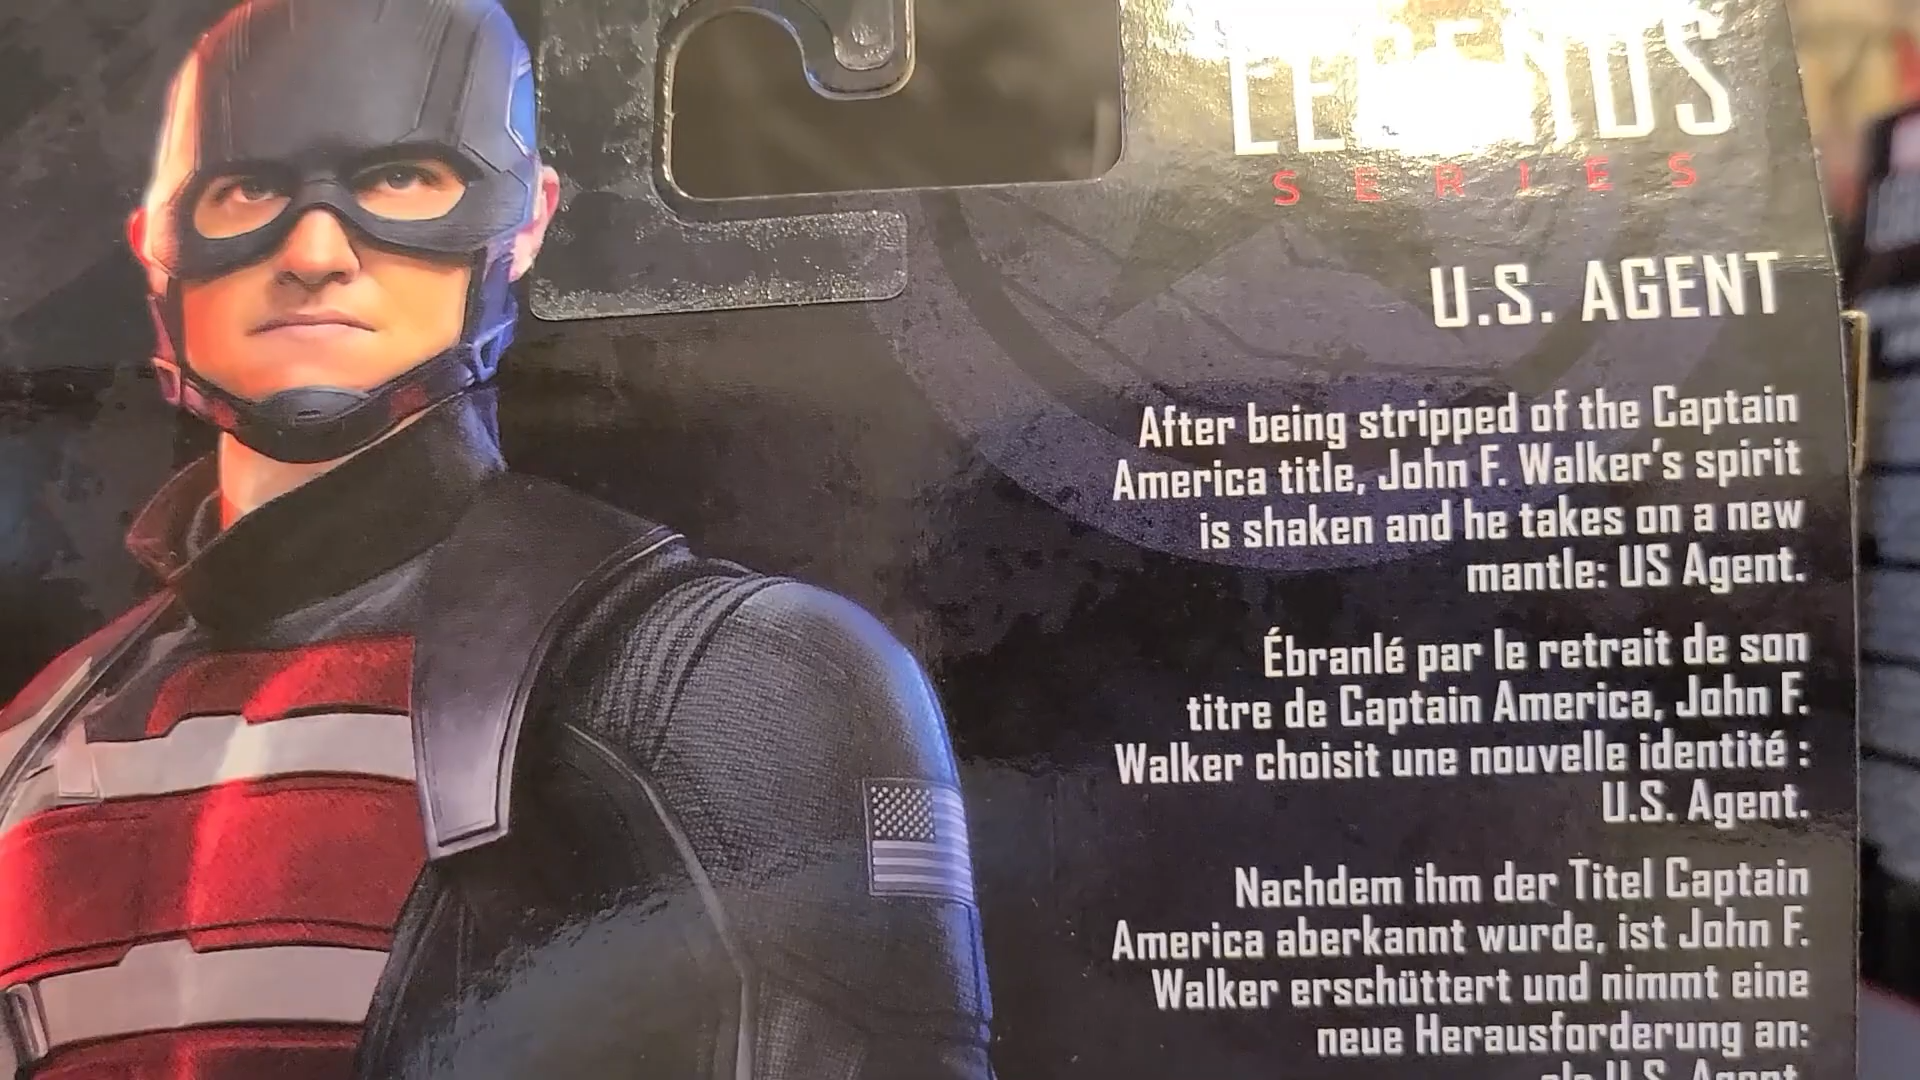 LEGENDS
SERIES
U.S. AGENT
After being stripped of the Captain
America title, John F. Walker's spirit
is shaken and he takes on a new
mantle: US Agent.
Ébranlé par le retrait de son
titre de Captain America, John F.
Walker choisit une nouvelle identité :
U.S. Agent.
Nachdem ihm der Titel Captain
America aberkannt wurde, ist John F.
Walker erschüttert und nimmt eine
neue Herausforderung an:
als U.S. Agent.